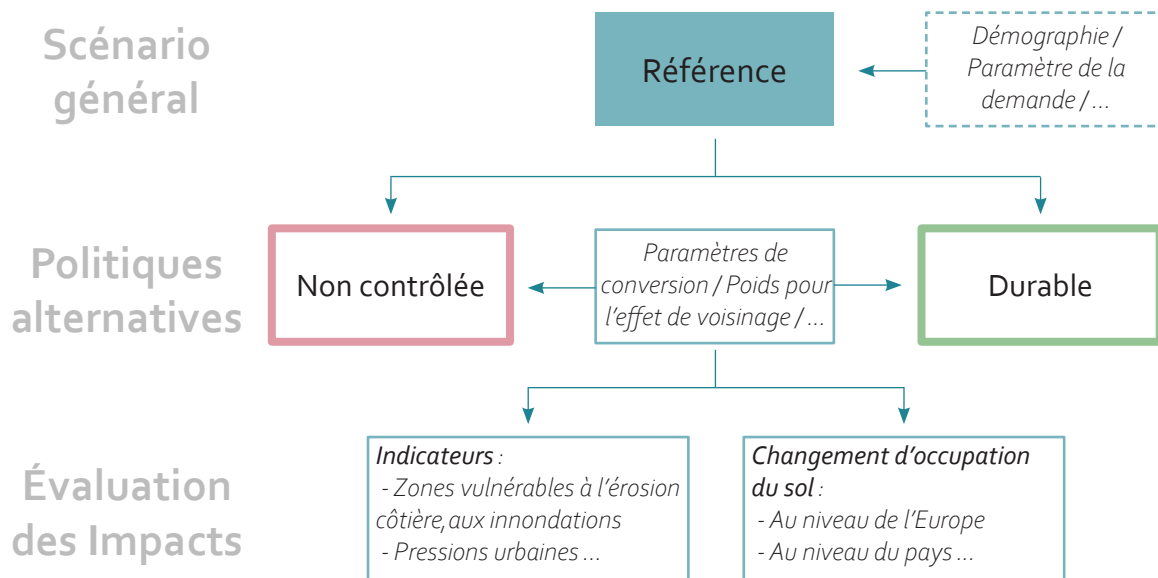 Scénario
général
Référence
Démographie /
Paramètre de la
demande / ...
Politiques
alternatives
Non contrôlée
Paramètres de
conversion / Poids pour
l'effet de voisinage / ...
Durable
Évaluation
des Impacts
Indicateurs :
- Zones vulnérables à l'érosion
côtière, aux innondations
- Pressions urbaines ...
Changement d'occupation
du sol :
- Au niveau de l'Europe
- Au niveau du pays ...